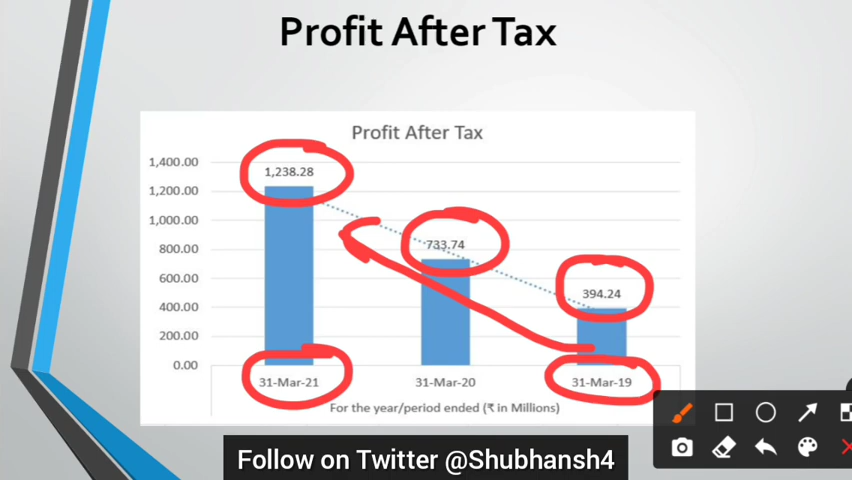 Profit After Tax
Profit After Tax
1,400.00
1,200.00
1,000.00
800.00
600.00
400.00
200.00
0.00
1,238.28
733.74
394.24
31-Mar-21
31-Mar-20
31-Mar-19
For the year/period ended (₹ in Millions)
Follow on Twitter @Shubhansh4